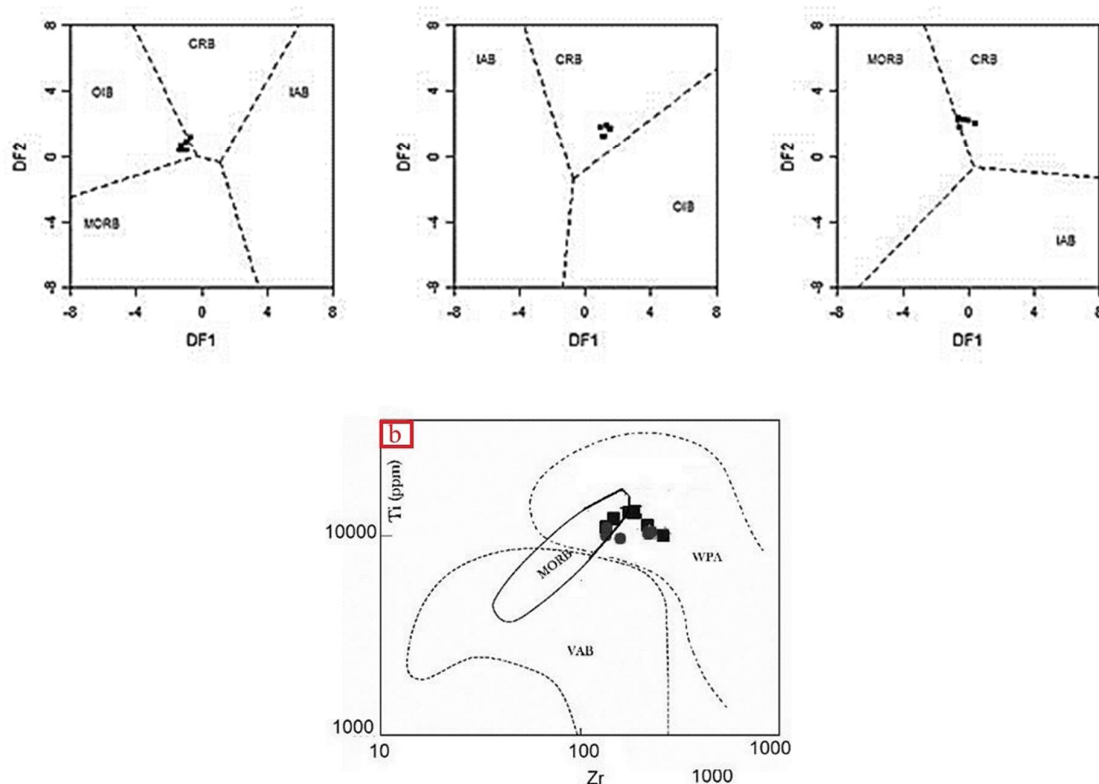 8
4
0
-4
-8
DF2
CRB
OIB
IAB
MORB
-8
-4
0
4
8
DF1
8
4
0
-4
-8
DF2
IAB
CRB
OIB
-8
-4
0
4
8
DF1
8
4
0
-4
-8
DF2
MORB
CRB
IAB
-8
-4
0
4
8
DF1
b
Ti (ppm)
10000
MORB
WPA
VAB
1000
10
100
1000
Zr
1000